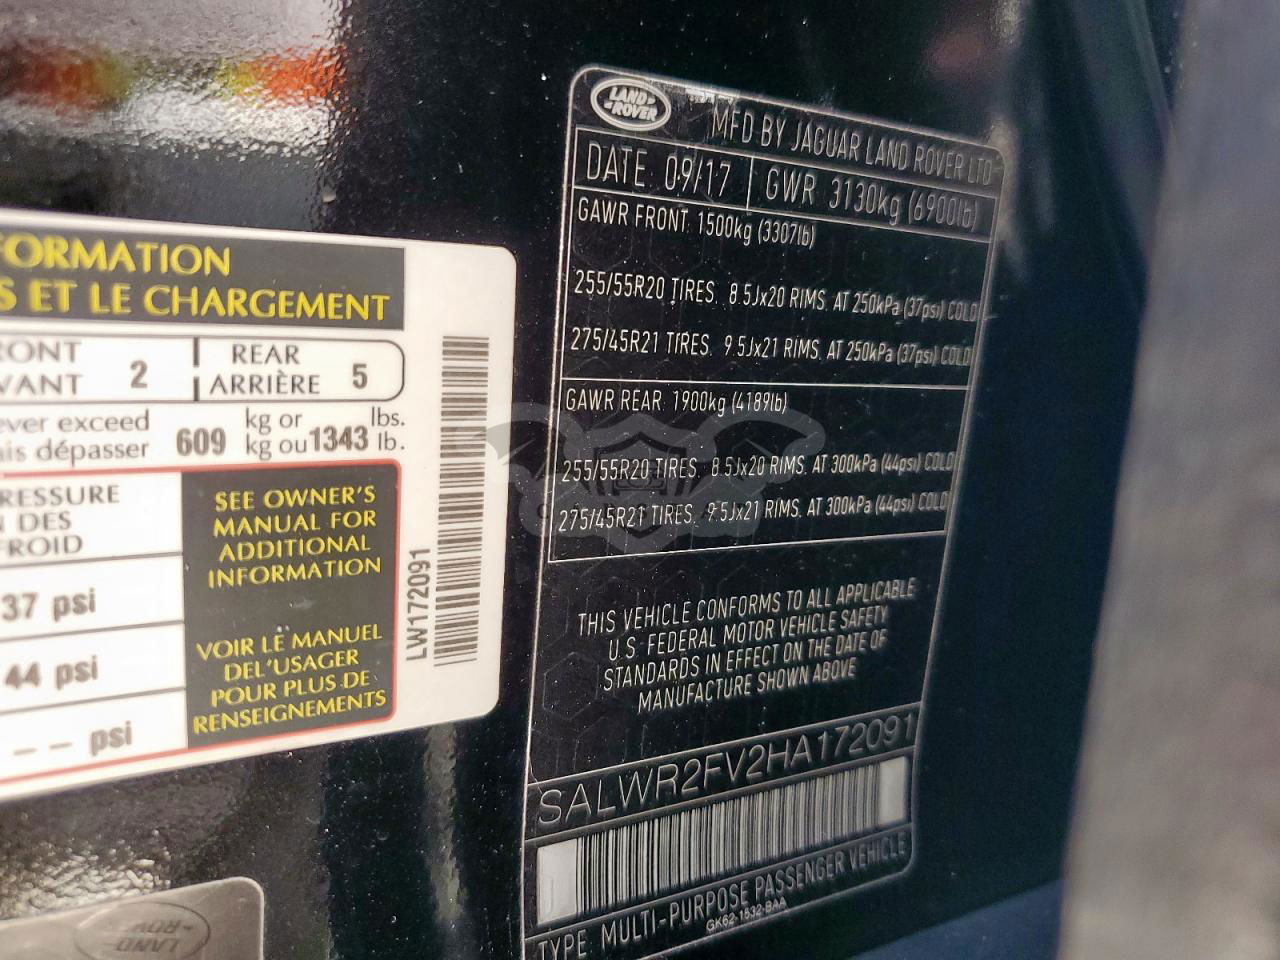 FORMATION
S ET LE CHARGEMENT
RONT
VANT 2
REAR
ARRIÈRE 5
ever exceed
ais dépasser 609
kg or
kg ou 1343
lbs.
lb.
RESSURE
N DES
FROID
37 psi
44 psi
-- psi
SEE OWNER'S
MANUAL FOR
ADDITIONAL
INFORMATION
VOIR LE MANUEL
DEL'USAGER
POUR PLUS DE
RENSEIGNEMENTS
LW172091
LAND
ROVER
MFD BY JAGUAR LAND ROVER LTD
DATE 09/17 GWR 3130kg (6900lb)
GAWR FRONT 1500kg (3307lb)
255/55R20 TIRES. 8.5Jx20 RIMS. AT 250kPa (37psi) COLD
275/45R21 TIRES. 9.5Jx21 RIMS. AT 250kPa (37psi) COLD
GAWR REAR 1900kg (4189lb)
255/55R20 TIRES. 8.5Jx20 RIMS. AT 300kPa (44psi) COLD
275/45R21 TIRES. 9.5Jx21 RIMS. AT 300kPa (44psi) COLD
THIS VEHICLE CONFORMS TO ALL APPLICABLE
U.S- FEDERAL MOTOR VEHICLE SAFETY
STANDARDS IN EFFECT ON THE DATE OF
MANUFACTURE SHOWN ABOVE
SALWR2FV2HA172091
TYPE. MULTI-PURPOSE PASSENGER VEHICLE
GK62-1532-BAA
LAND
ROVER